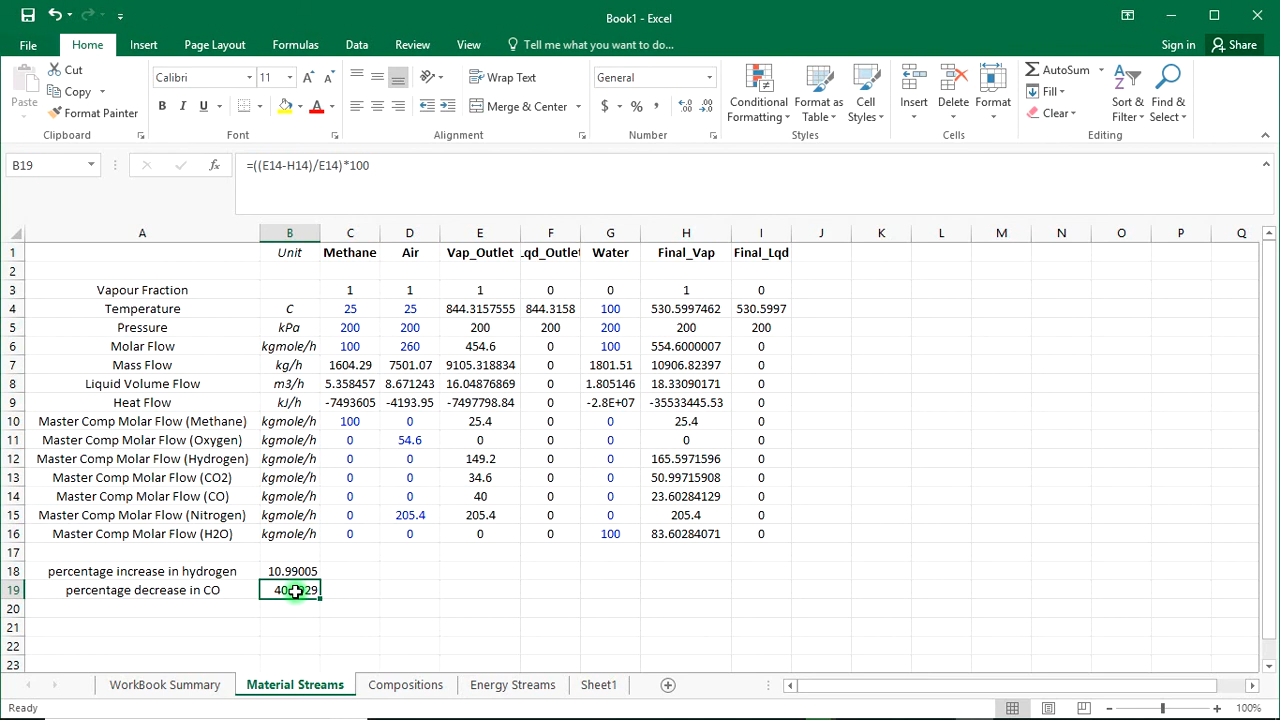 Book1 - Excel
File Home Insert Page Layout Formulas Data Review View Tell me what you want to do... Sign in Share
Paste
Cut
Copy
Format Painter
Clipboard
Calibri 11
B I U
Font
Wrap Text
Merge & Center
Alignment
General
$ % ,
Number
Conditional Formatting
Format as Table
Cell Styles
Styles
Insert
Delete
Format
Cells
AutoSum
Fill
Clear
Sort & Filter
Find & Select
Editing
B19 fx =((E14-H14)/E14)*100
A B C D E F G H I J K L M N O P Q
1 Unit Methane Air Vap_Outlet Lqd_Outlet Water Final_Vap Final_Lqd
2
3 Vapour Fraction 1 1 1 0 0 1 0
4 Temperature C 25 25 844.3157555 844.3158 100 530.5997462 530.5997
5 Pressure kPa 200 200 200 200 200 200 200
6 Molar Flow kgmole/h 100 260 454.6 0 100 554.6000007 0
7 Mass Flow kg/h 1604.29 7501.07 9105.318834 0 1801.51 10906.82397 0
8 Liquid Volume Flow m3/h 5.358457 8.671243 16.04876869 0 1.805146 18.33090171 0
9 Heat Flow kJ/h -7493605 -4193.95 -7497798.84 0 -2.8E+07 -35533445.53 0
10 Master Comp Molar Flow (Methane) kgmole/h 100 0 25.4 0 0 25.4 0
11 Master Comp Molar Flow (Oxygen) kgmole/h 0 54.6 0 0 0 0 0
12 Master Comp Molar Flow (Hydrogen) kgmole/h 0 0 149.2 0 0 165.5971596 0
13 Master Comp Molar Flow (CO2) kgmole/h 0 0 34.6 0 0 50.99715908 0
14 Master Comp Molar Flow (CO) kgmole/h 0 0 40 0 0 23.60284129 0
15 Master Comp Molar Flow (Nitrogen) kgmole/h 0 205.4 205.4 0 0 205.4 0
16 Master Comp Molar Flow (H2O) kgmole/h 0 0 0 0 100 83.60284071 0
17
18 percentage increase in hydrogen 10.99005
19 percentage decrease in CO
20
21
22
23
WorkBook Summary Material Streams Compositions Energy Streams Sheet1
Ready 100%